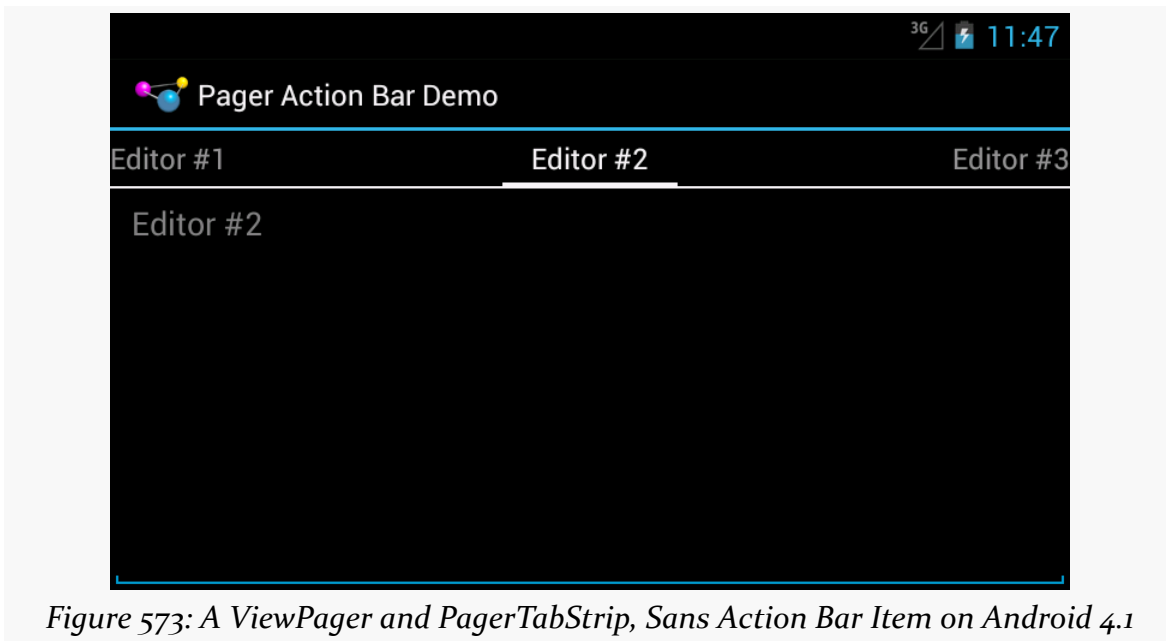 3G 11:47
Pager Action Bar Demo
Editor #1 Editor #2 Editor #3
Editor #2
Figure 573: A ViewPager and PagerTabStrip, Sans Action Bar Item on Android 4.1